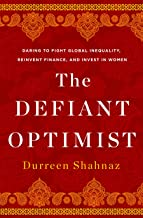 DARING TO FIGHT GLOBAL INEQUALITY,
REINVENT FINANCE, AND INVEST IN WOMEN
The
DEFIANT
OPTIMIST
Durreen Shahnaz